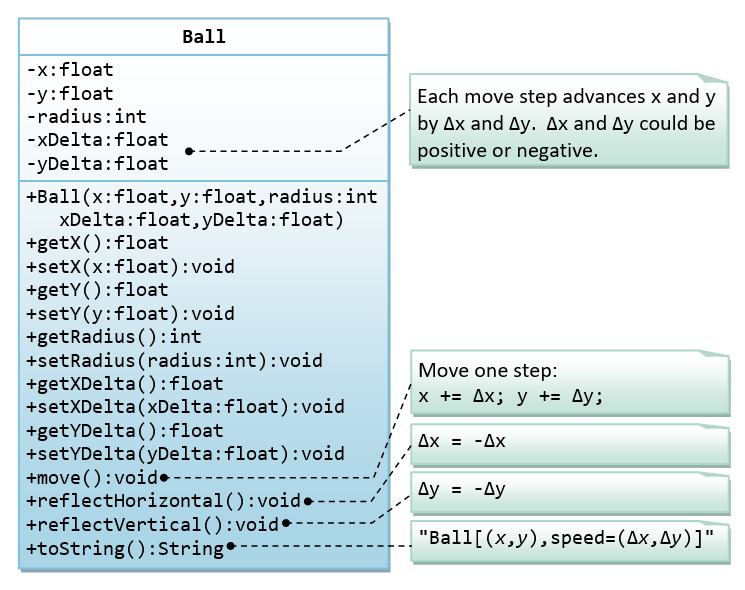 Ball
-x:float
-y:float
-radius:int
-xDelta:float
-yDelta:float
Each move step advances x and y
by Δx and Δy. Δx and Δy could be
positive or negative.
+Ball(x:float,y:float,radius:int
xDelta:float,yDelta:float)
+getX():float
+setX(x:float):void
+getY():float
+setY(y:float):void
+getRadius():int
+setRadius(radius:int):void
+getXDelta():float
+setXDelta(xDelta:float):void
+getYDelta():float
+setYDelta(yDelta:float):void
+move():void
+reflectHorizontal():void
+reflectVertical():void
+toString():String
Move one step:
x += Δx; y += Δy;
Δx = -Δx
Δy = -Δy
"Ball[(x,y),speed=(Δx,Δy)]"